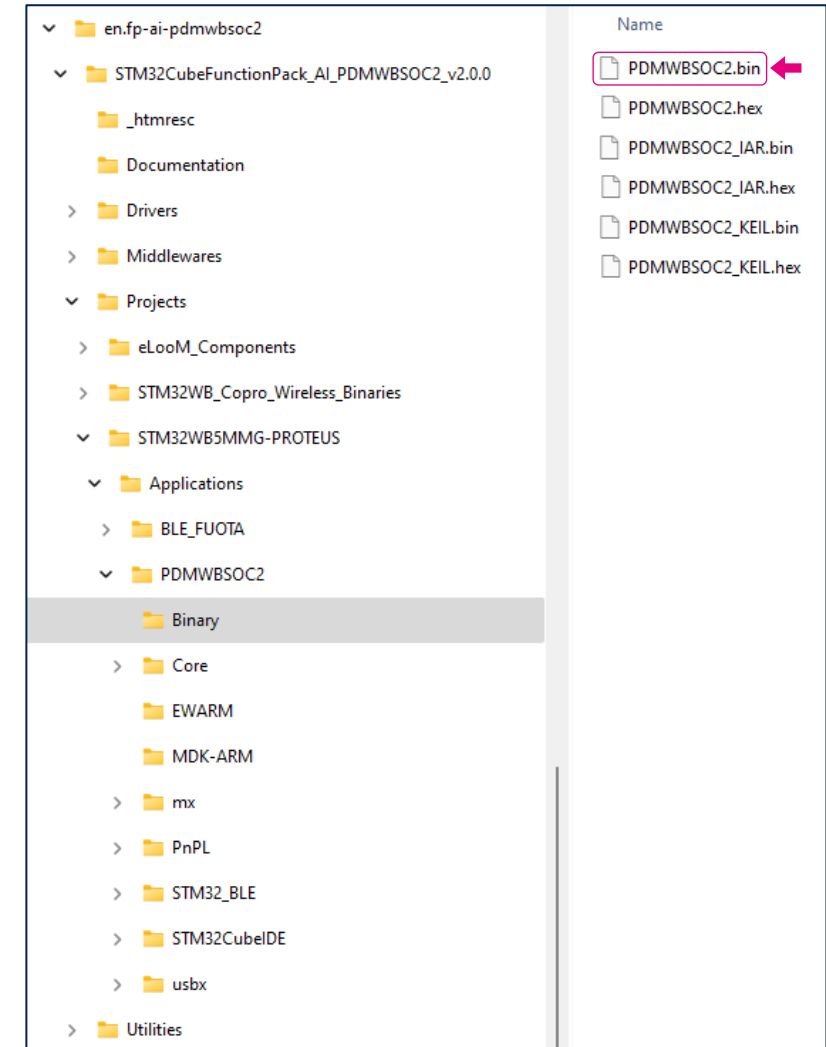 en.fp-ai-pdmwbsoc2
STM32CubeFunctionPack_AI_PDMWBSOC2_v2.0.0
_htmresc
Documentation
Drivers
Middlewares
Projects
eLooM_Components
STM32WB_Copro_Wireless_Binaries
STM32WB5MMG-PROTEUS
Applications
BLE_FUOTA
PDMWBSOC2
Binary
Core
EWARM
MDK-ARM
mx
PnPL
STM32_BLE
STM32CubeIDE
usbx
Utilities
Name
PDMWBSOC2.bin
PDMWBSOC2.hex
PDMWBSOC2_IAR.bin
PDMWBSOC2_IAR.hex
PDMWBSOC2_KEIL.bin
PDMWBSOC2_KEIL.hex